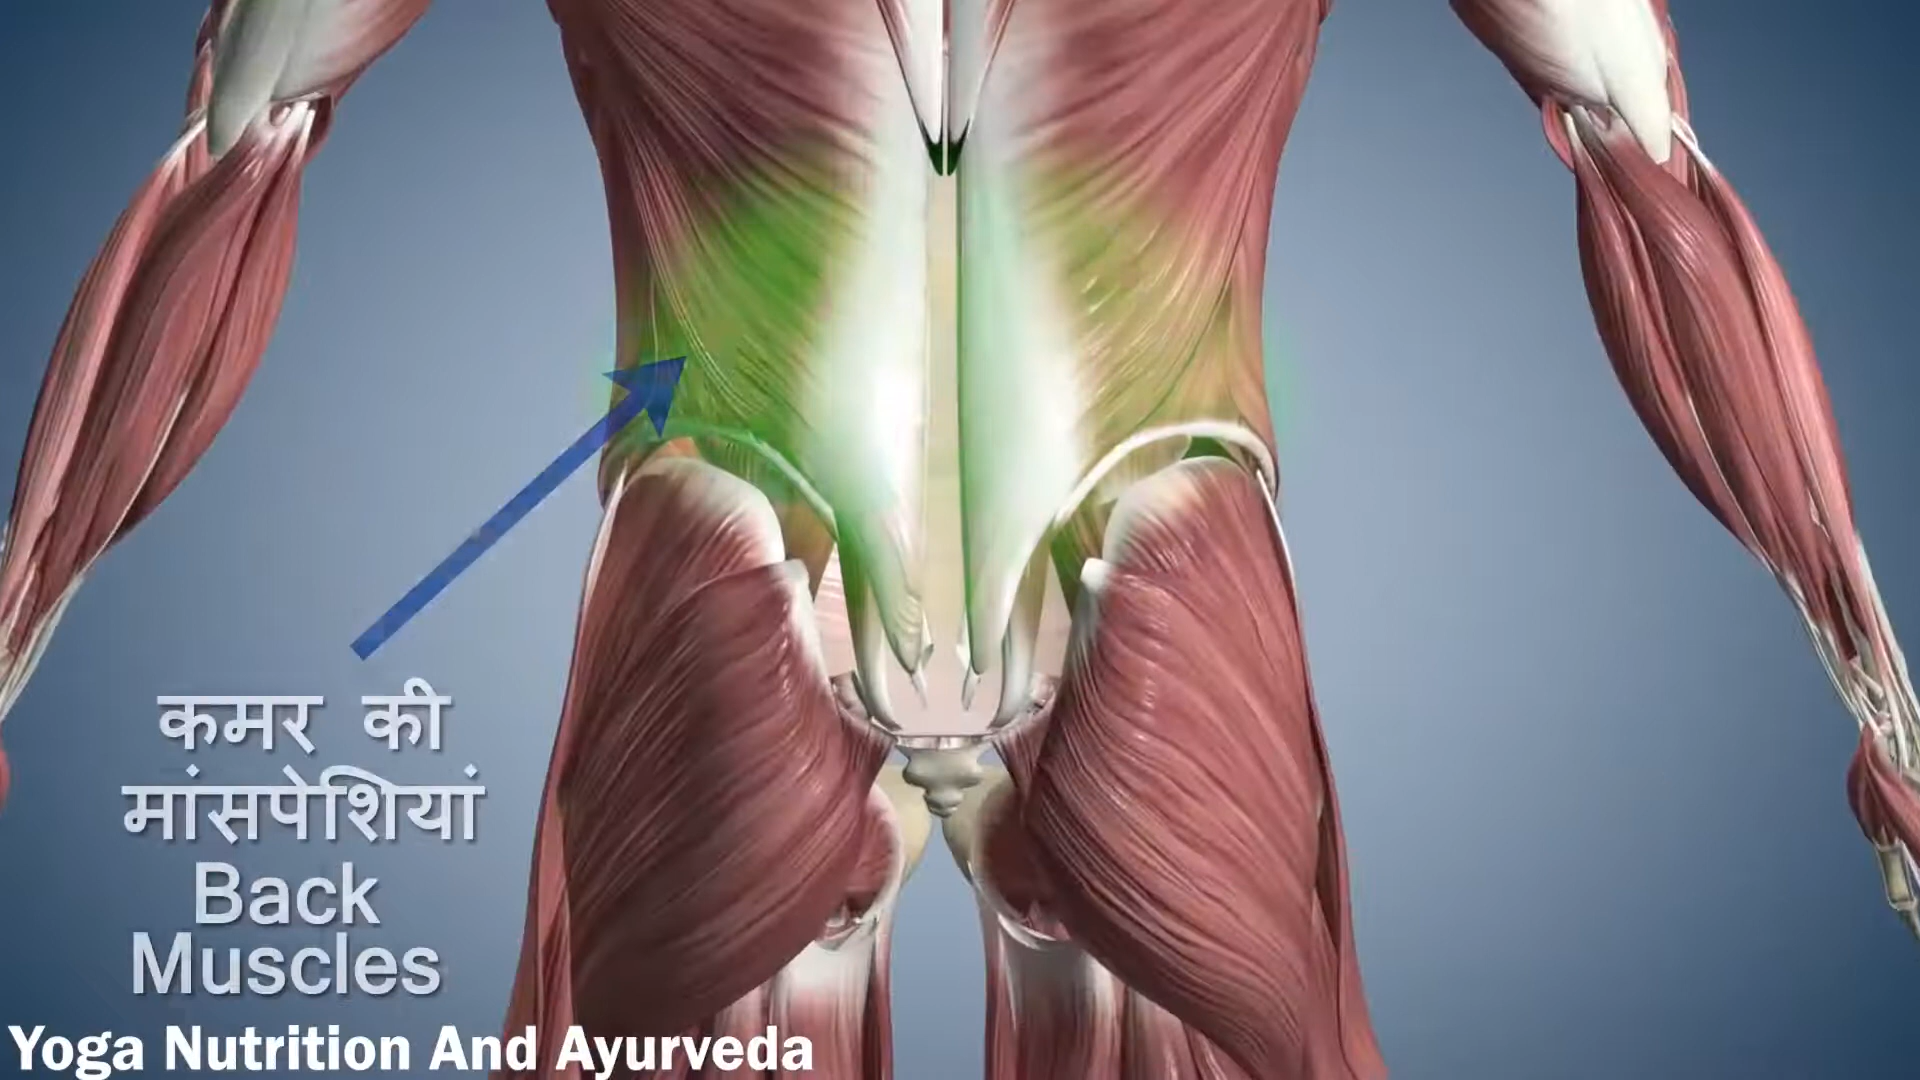 कमर की
मांसपेशियां
Back
Muscles
Yoga Nutrition And Ayurveda